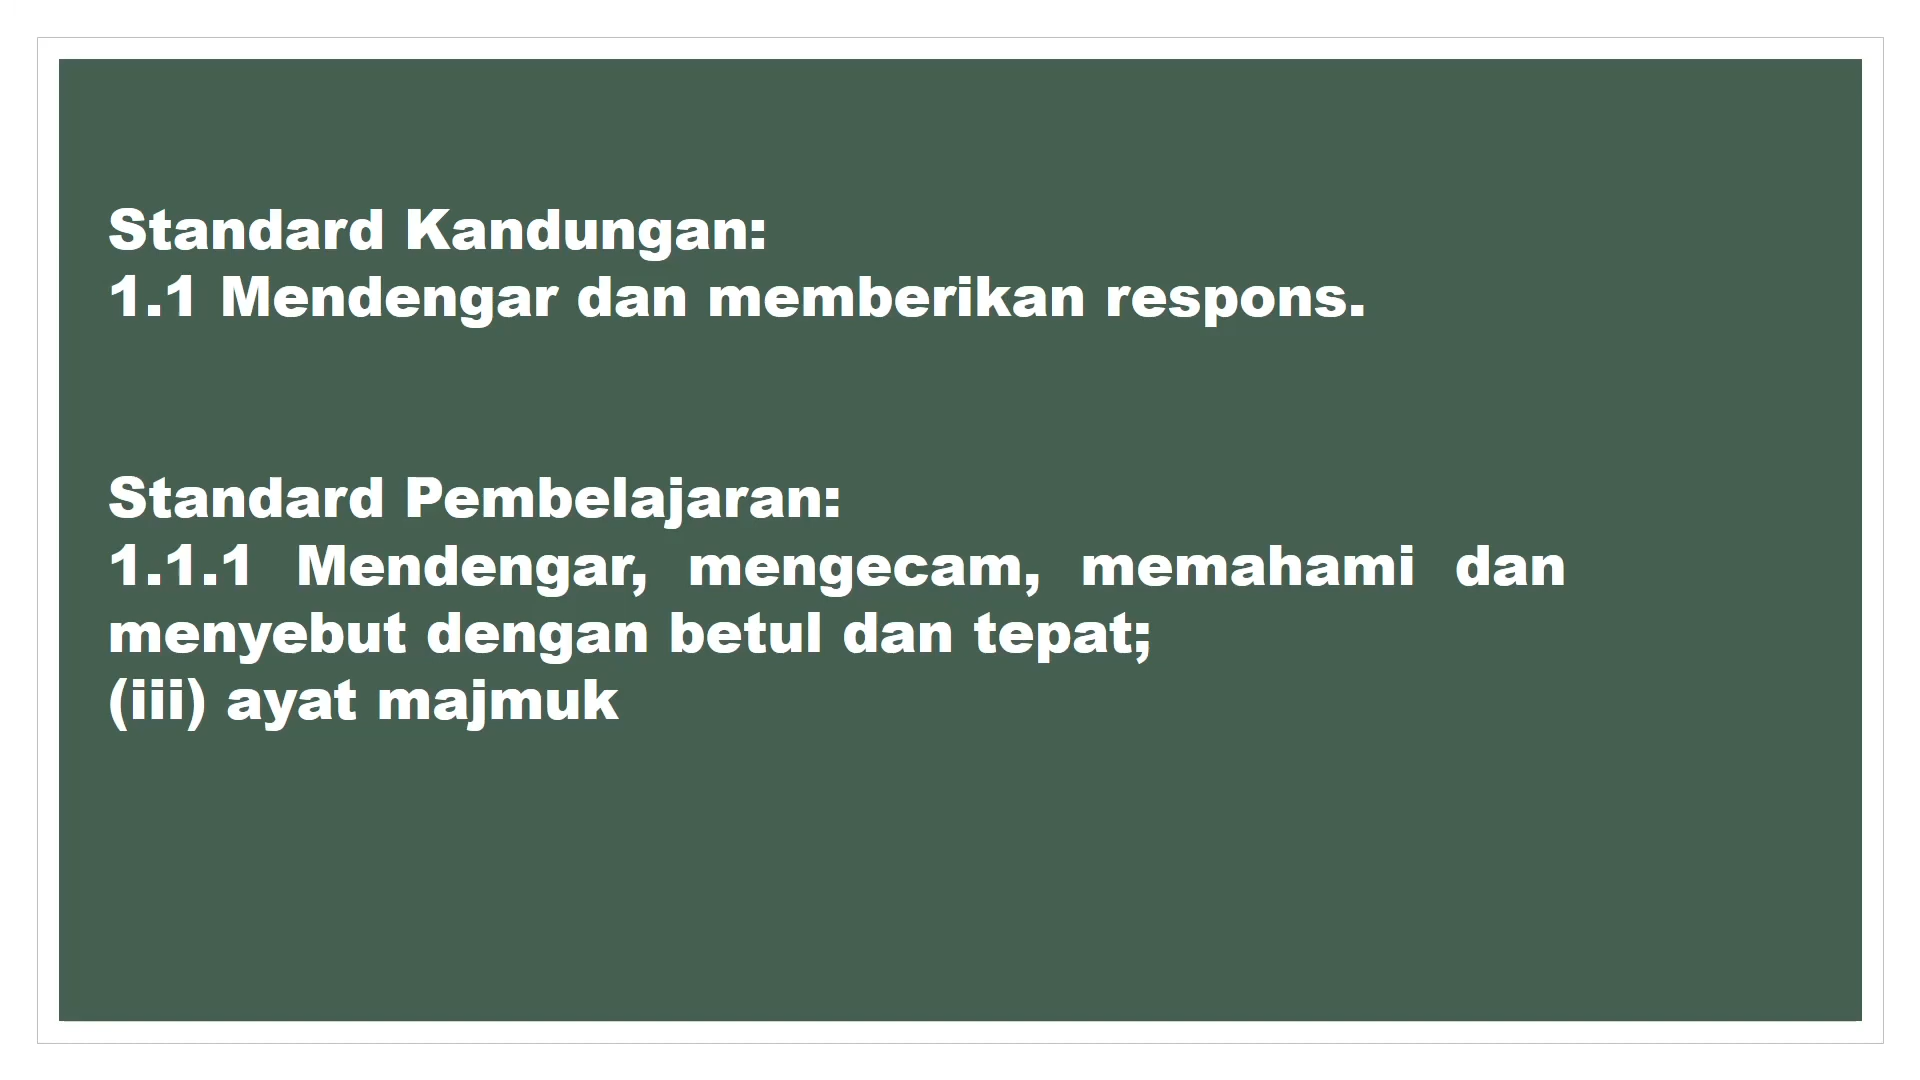 Standard Kandungan:
1.1 Mendengar dan memberikan respons.
Standard Pembelajaran:
1.1.1 Mendengar, mengecam, memahami dan
menyebut dengan betul dan tepat;
(iii) ayat majmuk